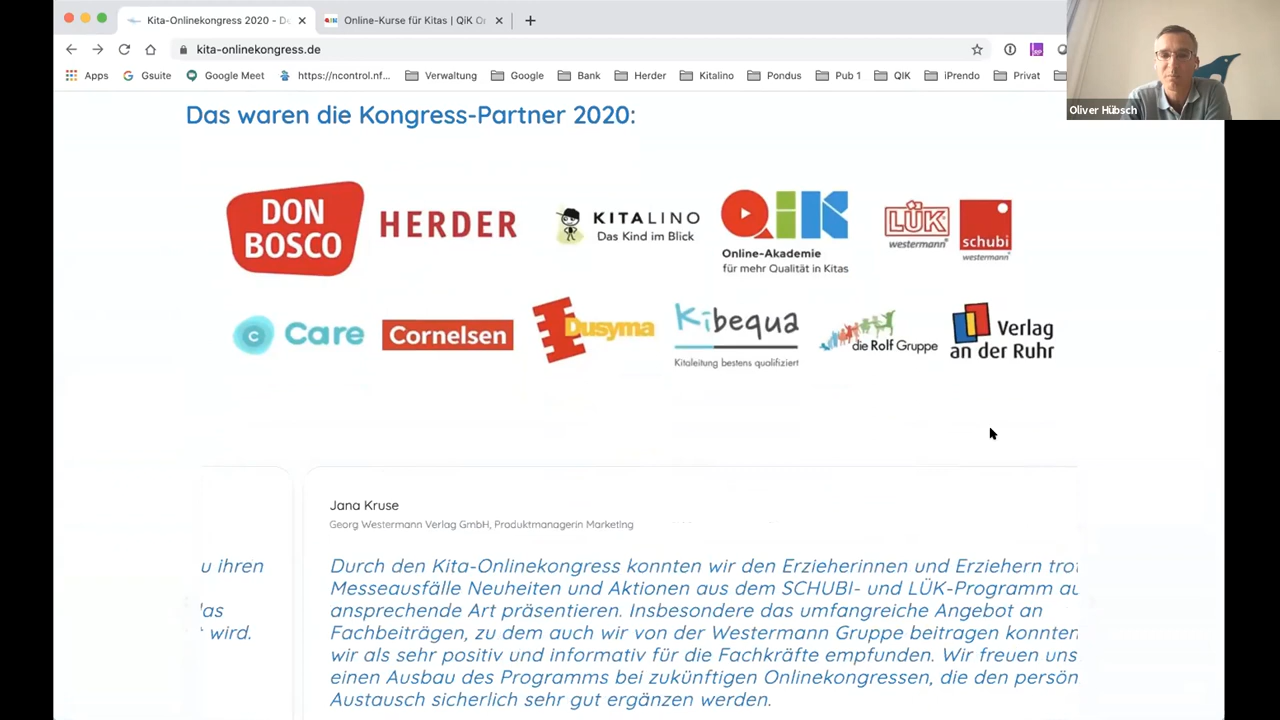 Kita-Onlinekongress 2020 - De
Online-Kurse für Kitas | QiK On
kita-onlinekongress.de
Apps
Gsuite
Google Meet
https://ncontrol.nf...
Verwaltung
Google
Bank
Herder
Kitalino
Pondus
Pub 1
QIK
iPrendo
Privat
Oliver Hübsch
Das waren die Kongress-Partner 2020:
DON
BOSCO
HERDER
KITALINO
Das Kind im Blick
QiK
Online-Akademie
für mehr Qualität in Kitas
LÜK
westermann
schubi
westermann
c Care
Cornelsen
Dusyma
Kibequa
Kitaleitung bestens qualifiziert
die Rolf Gruppe
Verlag
an der Ruhr
u ihren
las
wird.
Jana Kruse
Georg Westermann Verlag GmbH, Produktmanagerin Marketing
Durch den Kita-Onlinekongress konnten wir den Erzieherinnen und Erziehern trot
Messeausfälle Neuheiten und Aktionen aus dem SCHUBI- und LÜK-Programm au
ansprechende Art präsentieren. Insbesondere das umfangreiche Angebot an
Fachbeiträgen, zu dem auch wir von der Westermann Gruppe beitragen konnten
wir als sehr positiv und informativ für die Fachkräfte empfunden. Wir freuen uns
einen Ausbau des Programms bei zukünftigen Onlinekongressen, die den persön
Austausch sicherlich sehr gut ergänzen werden.